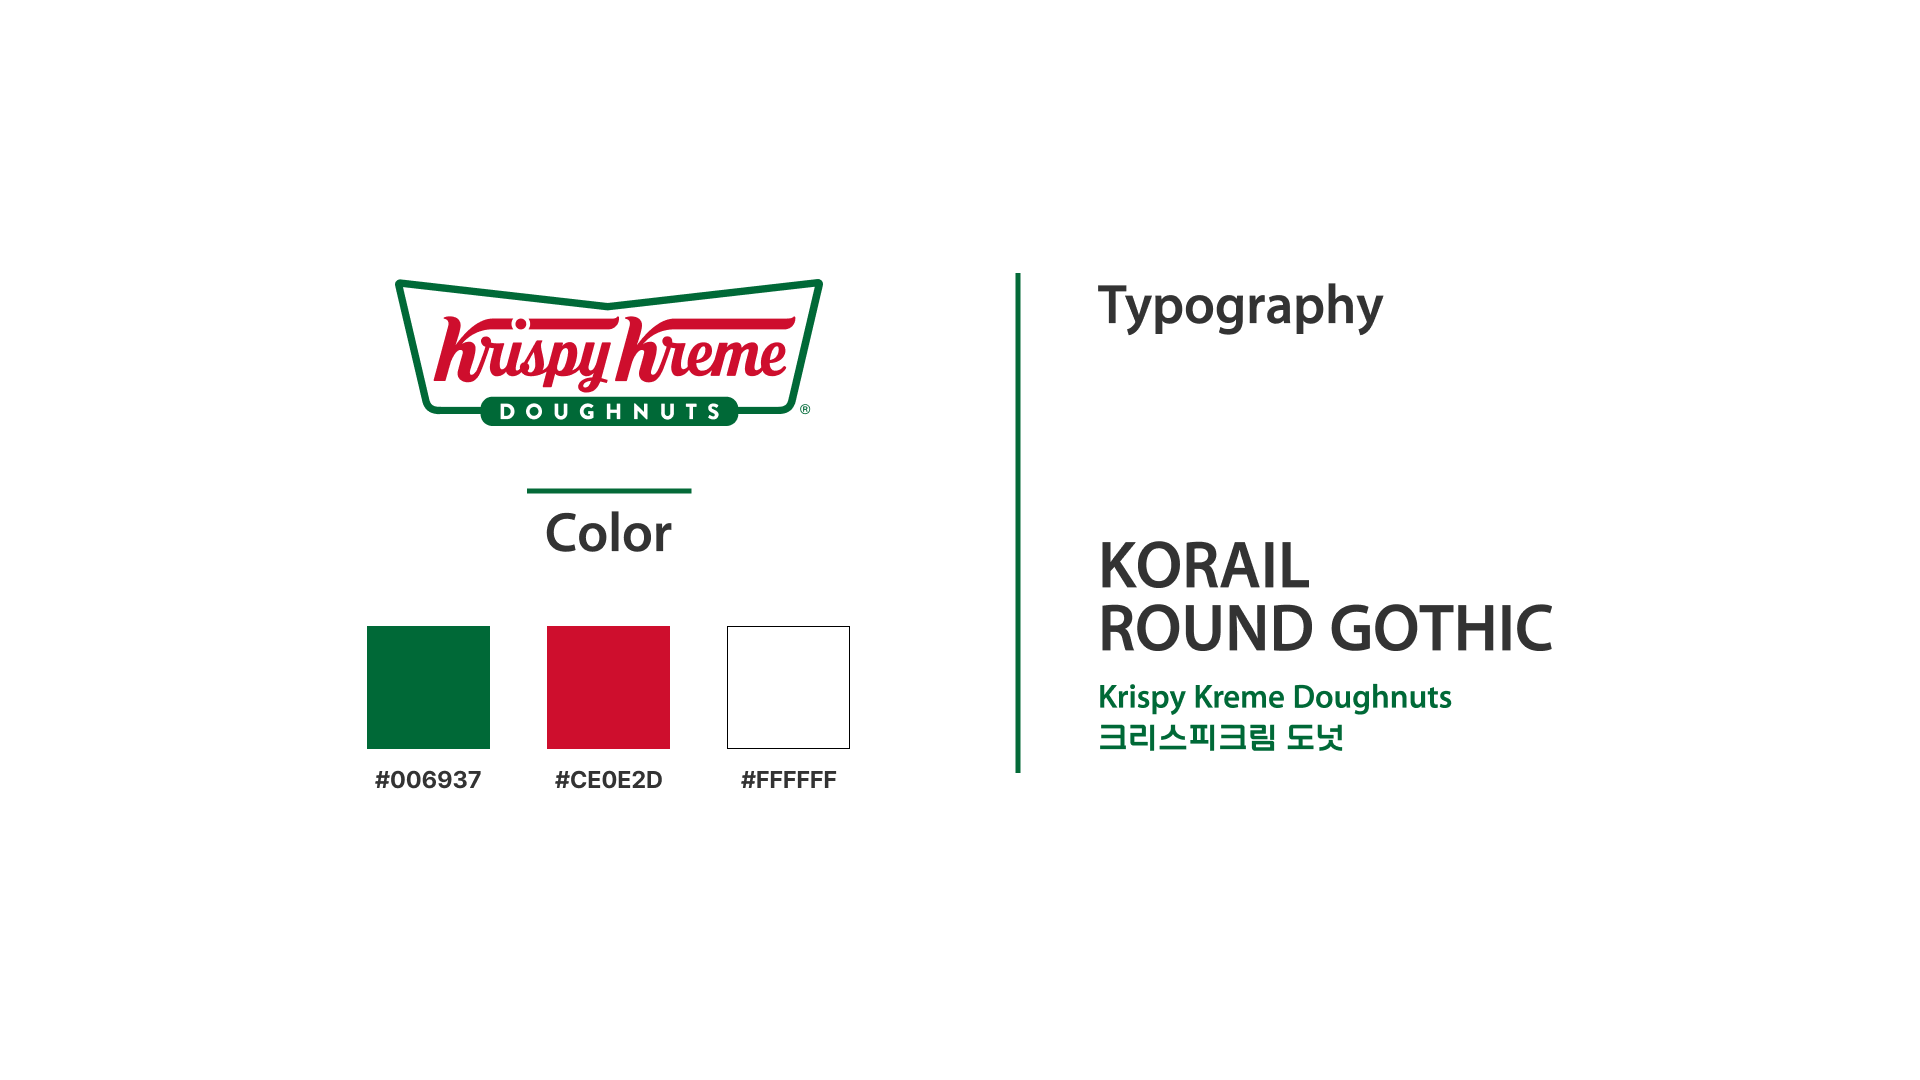 Krispy Kreme
DOUGHNUTS
®
Color
#006937
#CE0E2D
#FFFFFF
Typography
KORAIL
ROUND GOTHIC
Krispy Kreme Doughnuts
크리스피크림 도넛